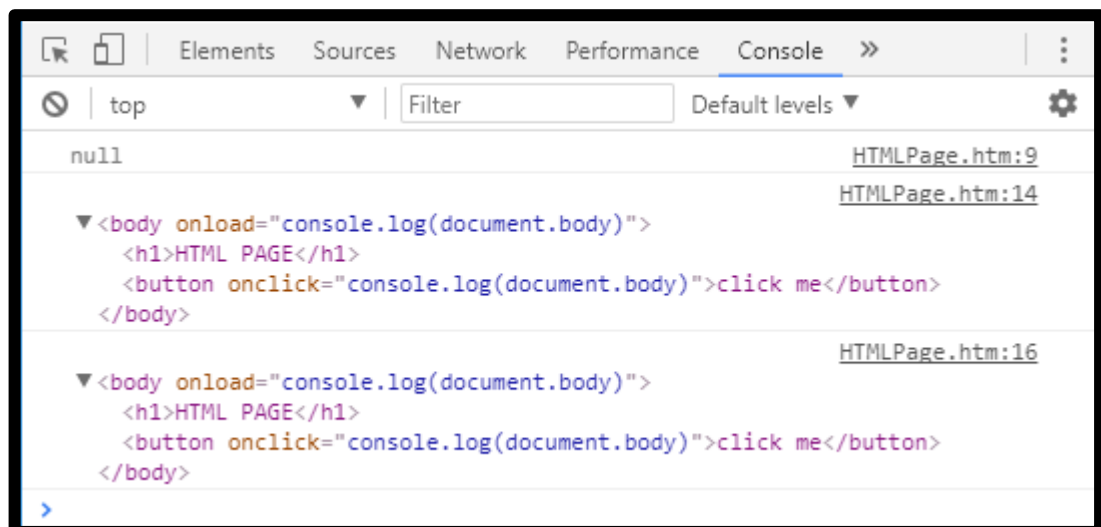 Elements Sources Network Performance Console »
top ▼ Filter Default levels ▼
null HTMLPage.htm:9
HTMLPage.htm:14
▼<body onload="console.log(document.body)">
<h1>HTML PAGE</h1>
<button onclick="console.log(document.body)">click me</button>
</body>
HTMLPage.htm:16
▼<body onload="console.log(document.body)">
<h1>HTML PAGE</h1>
<button onclick="console.log(document.body)">click me</button>
</body>
>